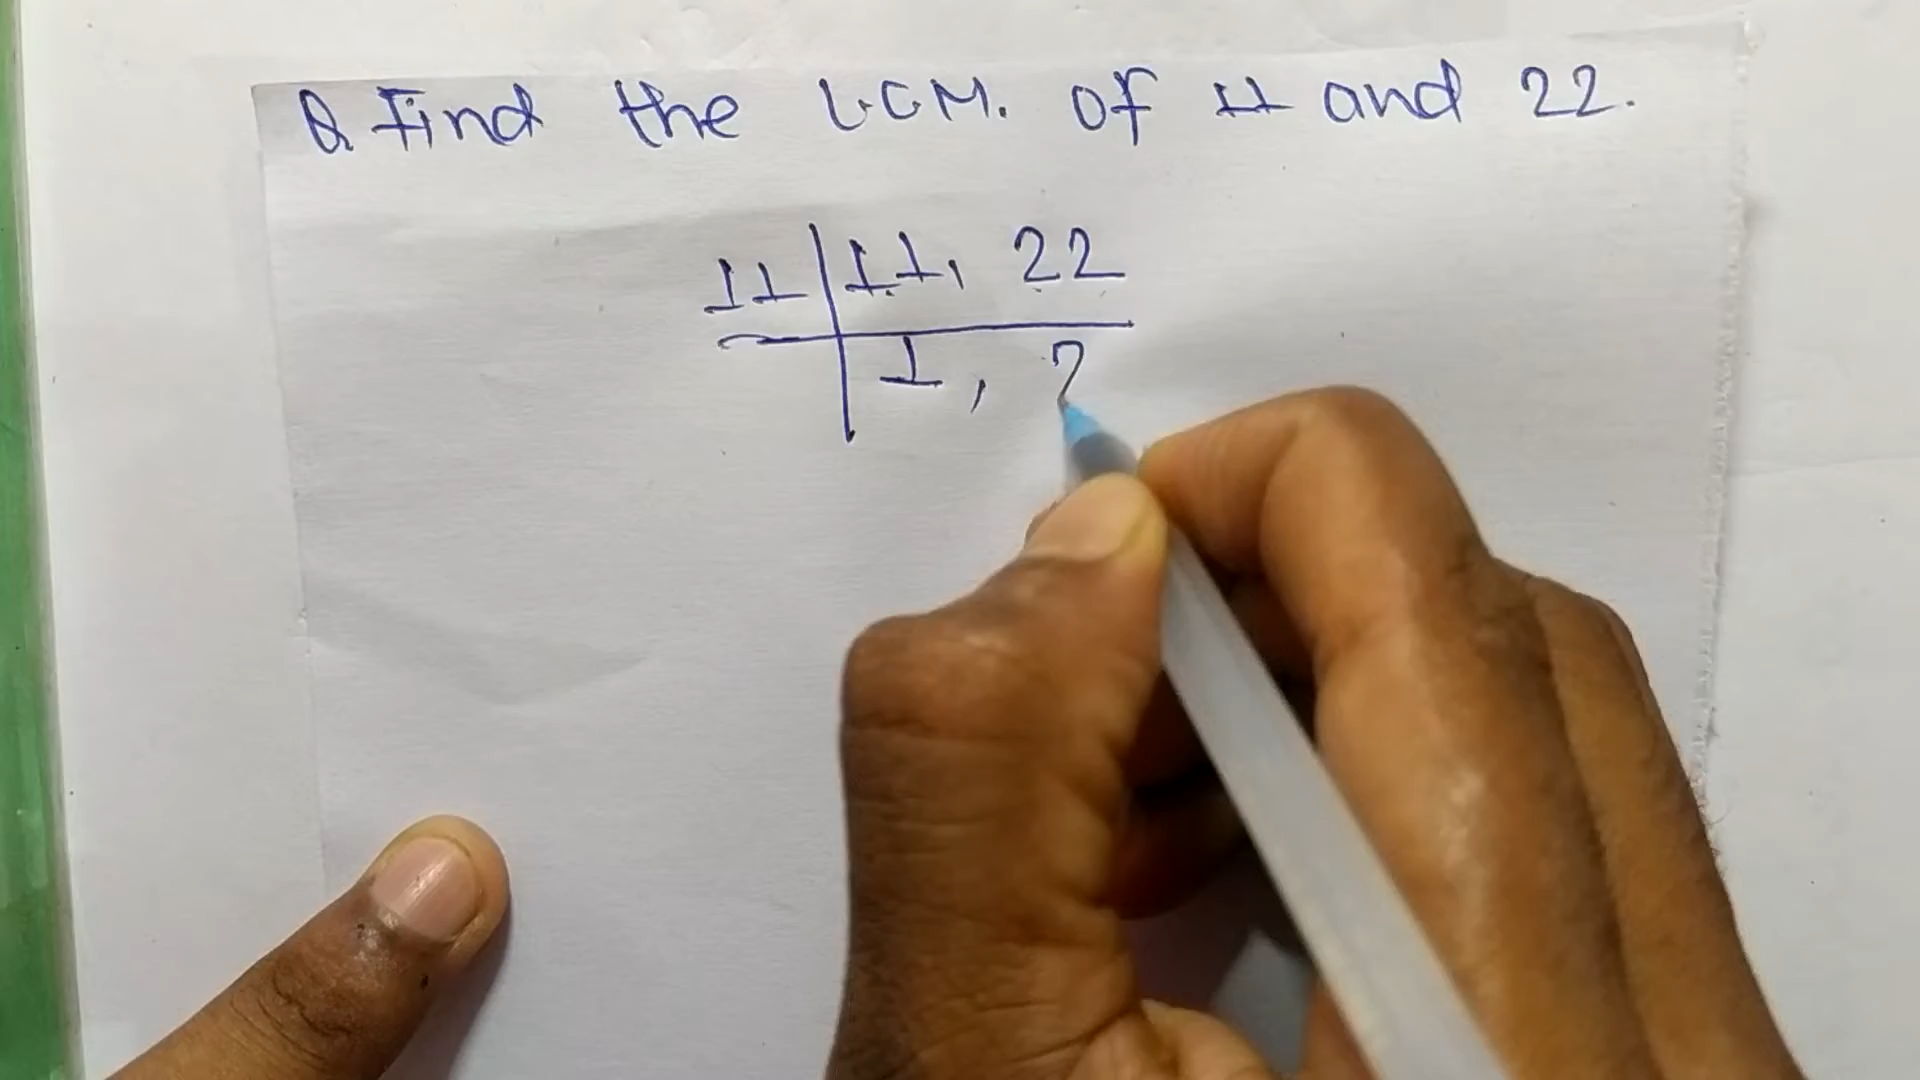 Q. Find the L.C.M. of 11 and 22.
11 | 11, 22
1, 2